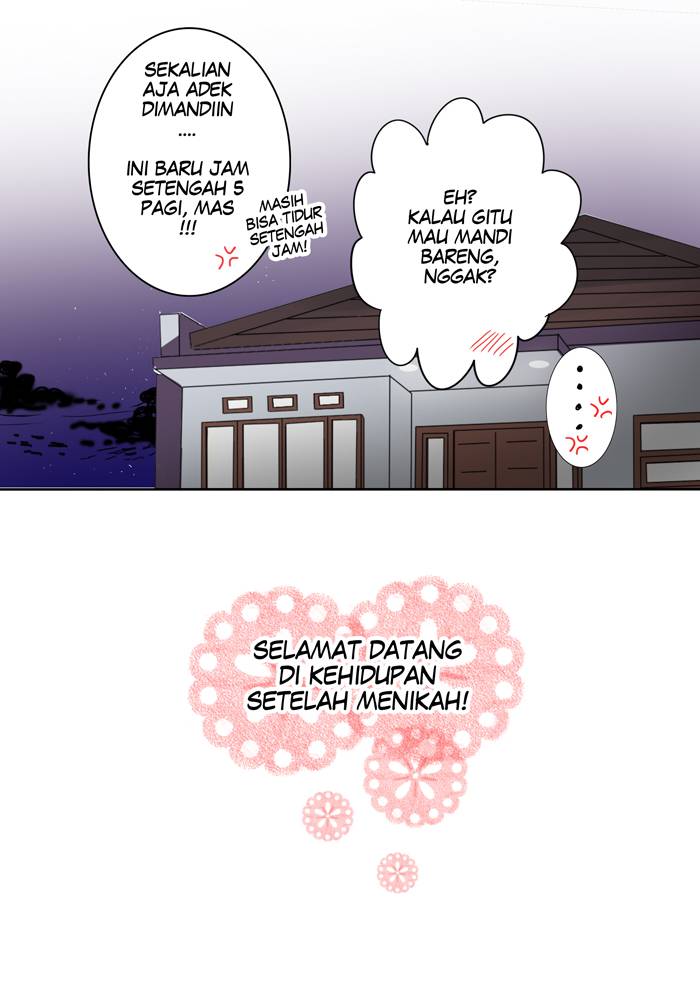 SEKALIAN
AJA ADEK
DIMANDIIN
....
INI BARU JAM
SETENGAH 5
PAGI, MAS
!!!
MASIH
BISA TIDUR
SETENGAH
JAM!
EH?
KALAU GITU
MAU MANDI
BARENG,
NGGAK?
....
SELAMAT DATANG
DI KEHIDUPAN
SETELAH MENIKAH!